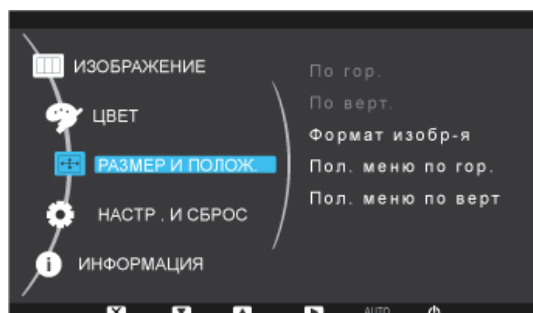 ИЗОБРАЖЕНИЕ
ЦВЕТ
РАЗМЕР И ПОЛОЖ.
НАСТР . И СБРОС
ИНФОРМАЦИЯ
По гор.
По верт.
Формат изобр-я
Пол. меню по гор.
Пол. меню по верт
AUTO